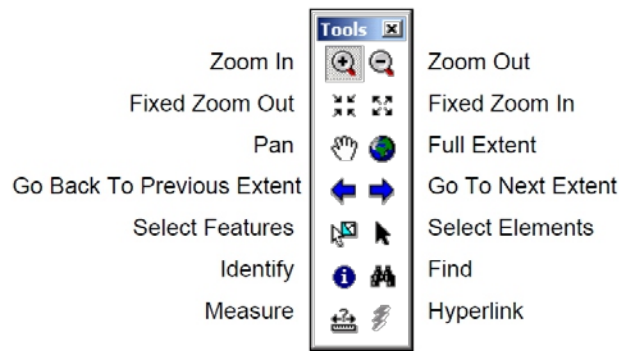 Tools
Zoom In Zoom Out
Fixed Zoom Out Fixed Zoom In
Pan Full Extent
Go Back To Previous Extent Go To Next Extent
Select Features Select Elements
Identify Find
Measure Hyperlink